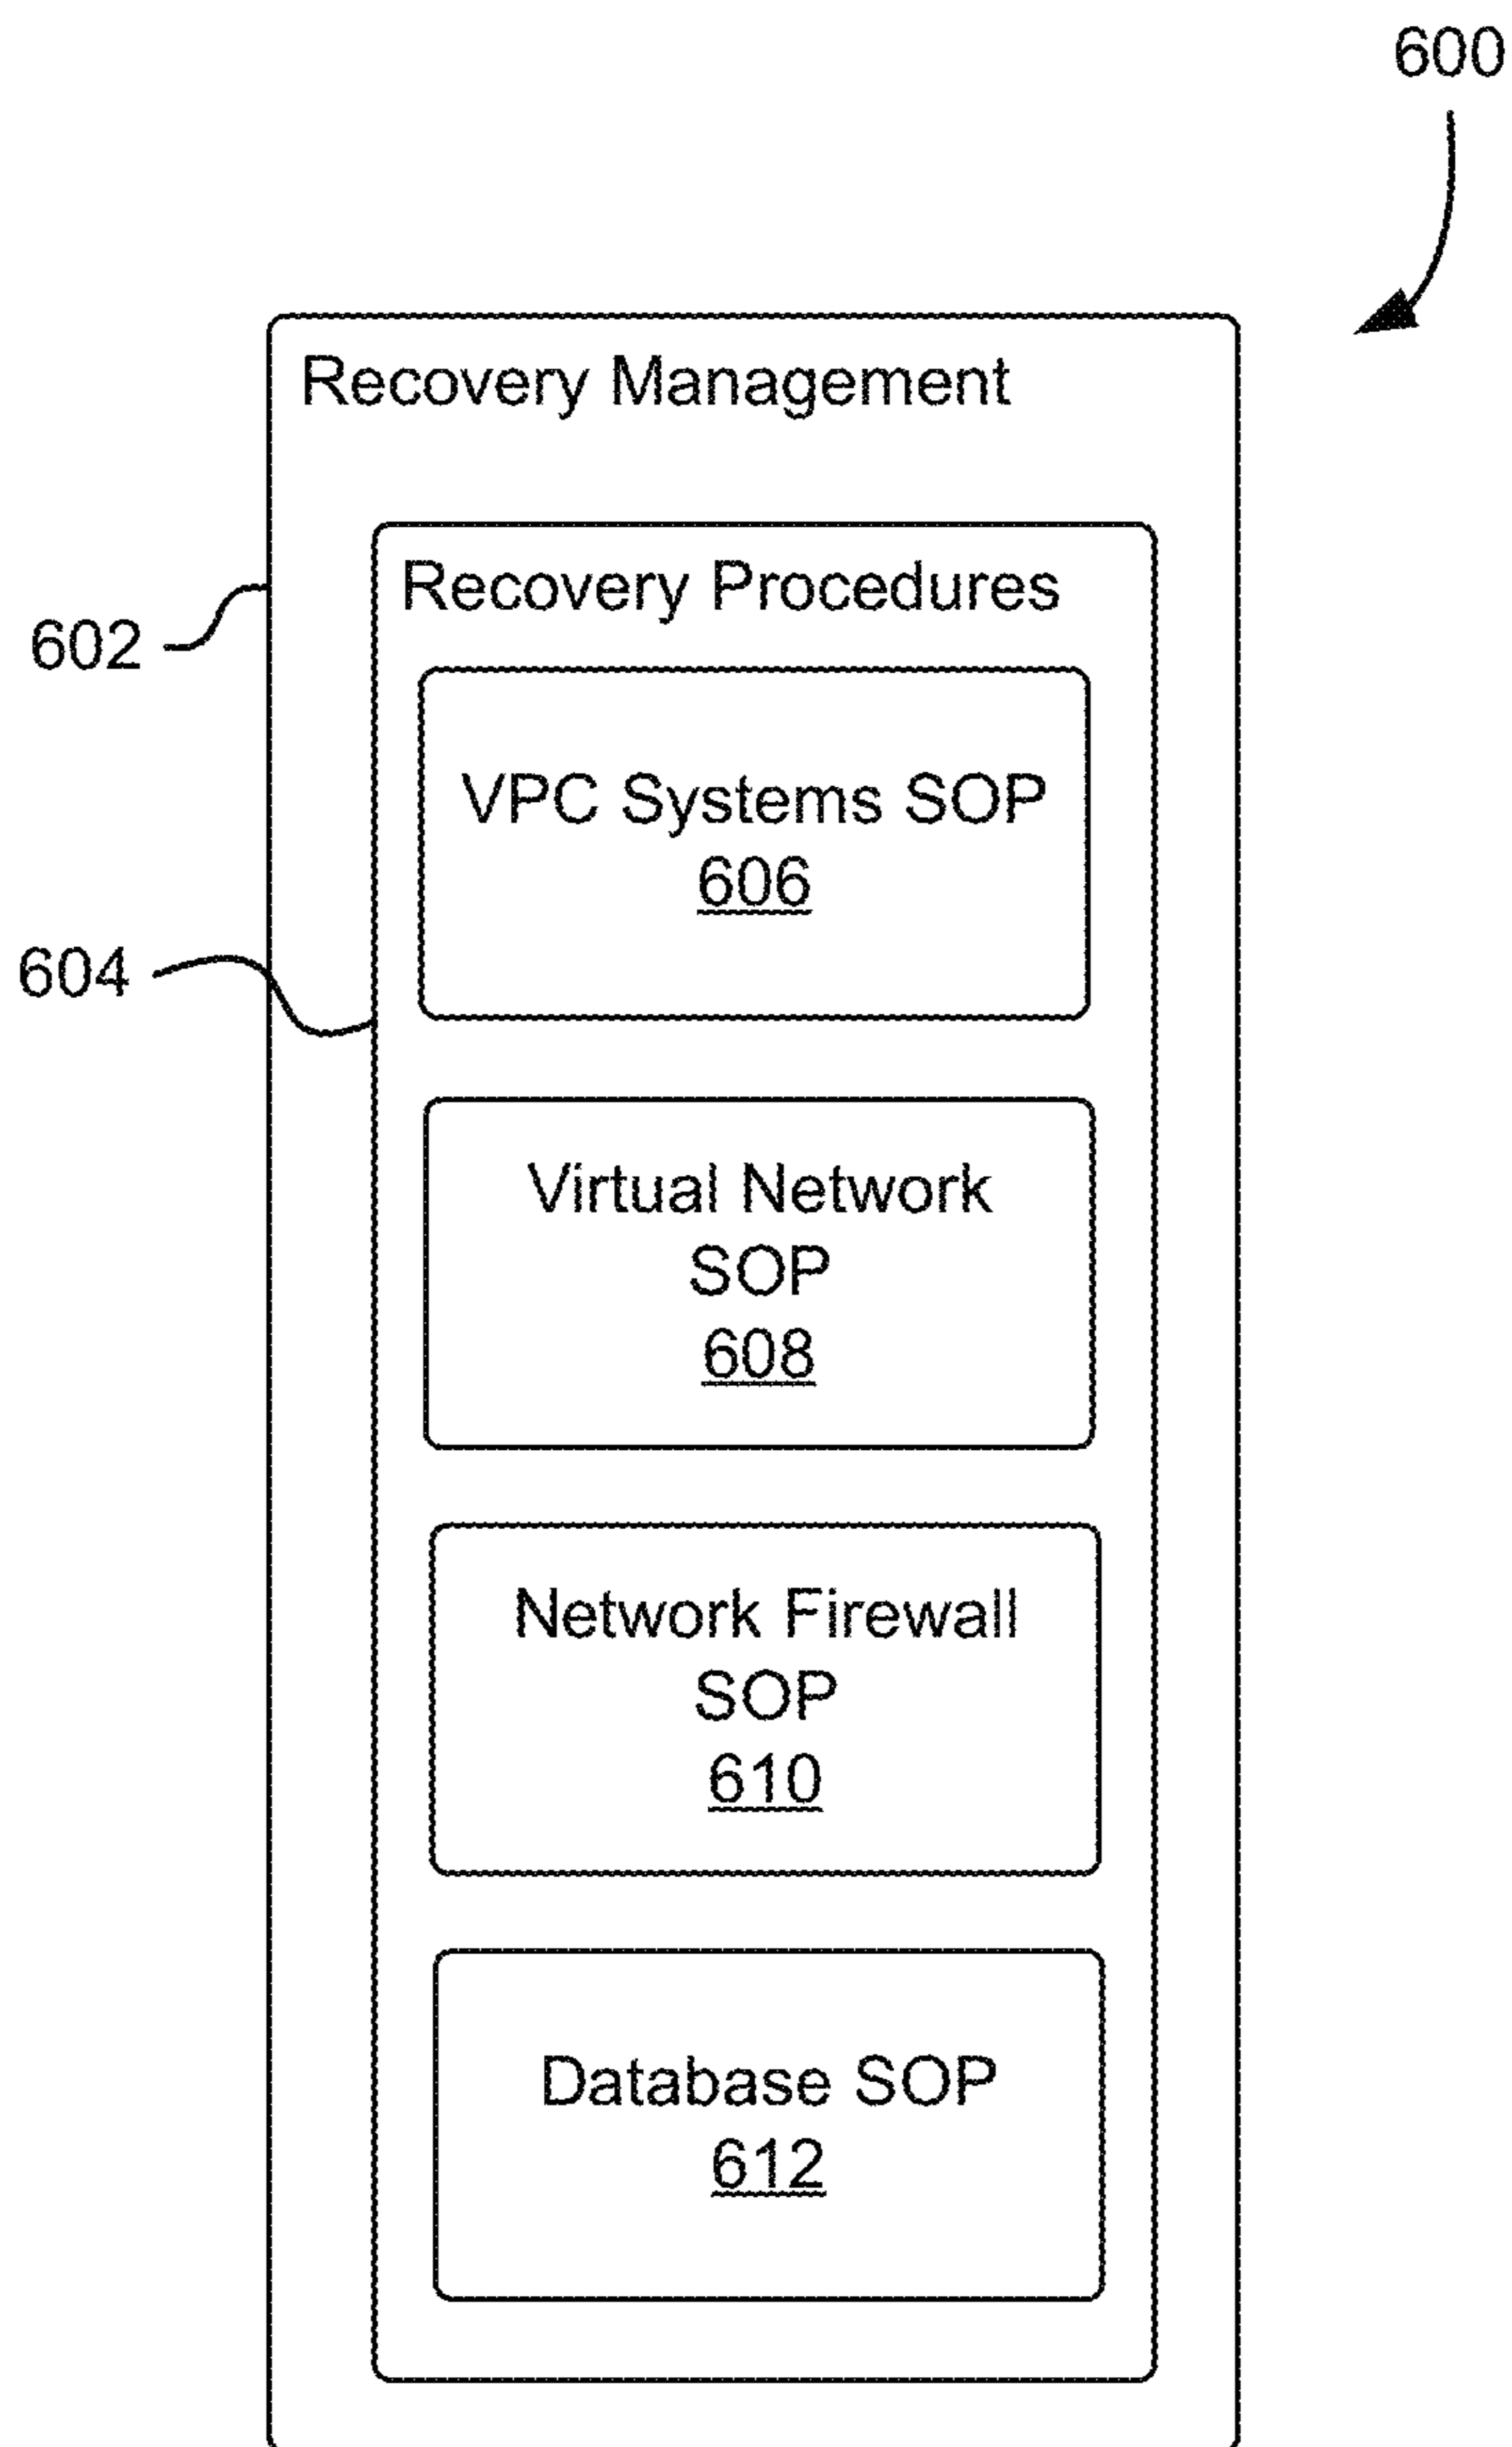 600
Recovery Management
Recovery Procedures
602
VPC Systems SOP
606
604
Virtual Network
SOP
608
Network Firewall
SOP
610
Database SOP
612